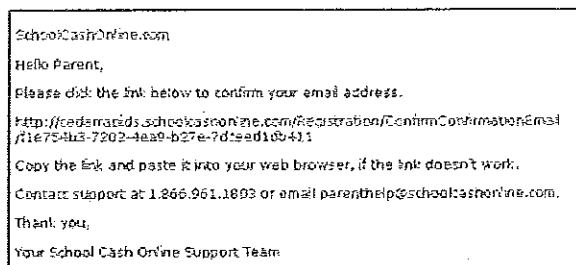 SchoolCashOnline.com
Hello Parent,
Please click the link below to confirm your email address.
http://cedarrapids.schoolcashonline.com/Registration/ConfirmConfirmationEmail
Copy the link and paste it into your web browser, if the link doesn't work.
Contact support at 1.866.961.1803 or email parenthelp@schoolcashonline.com.
Thank you,
Your School Cash Online Support Team